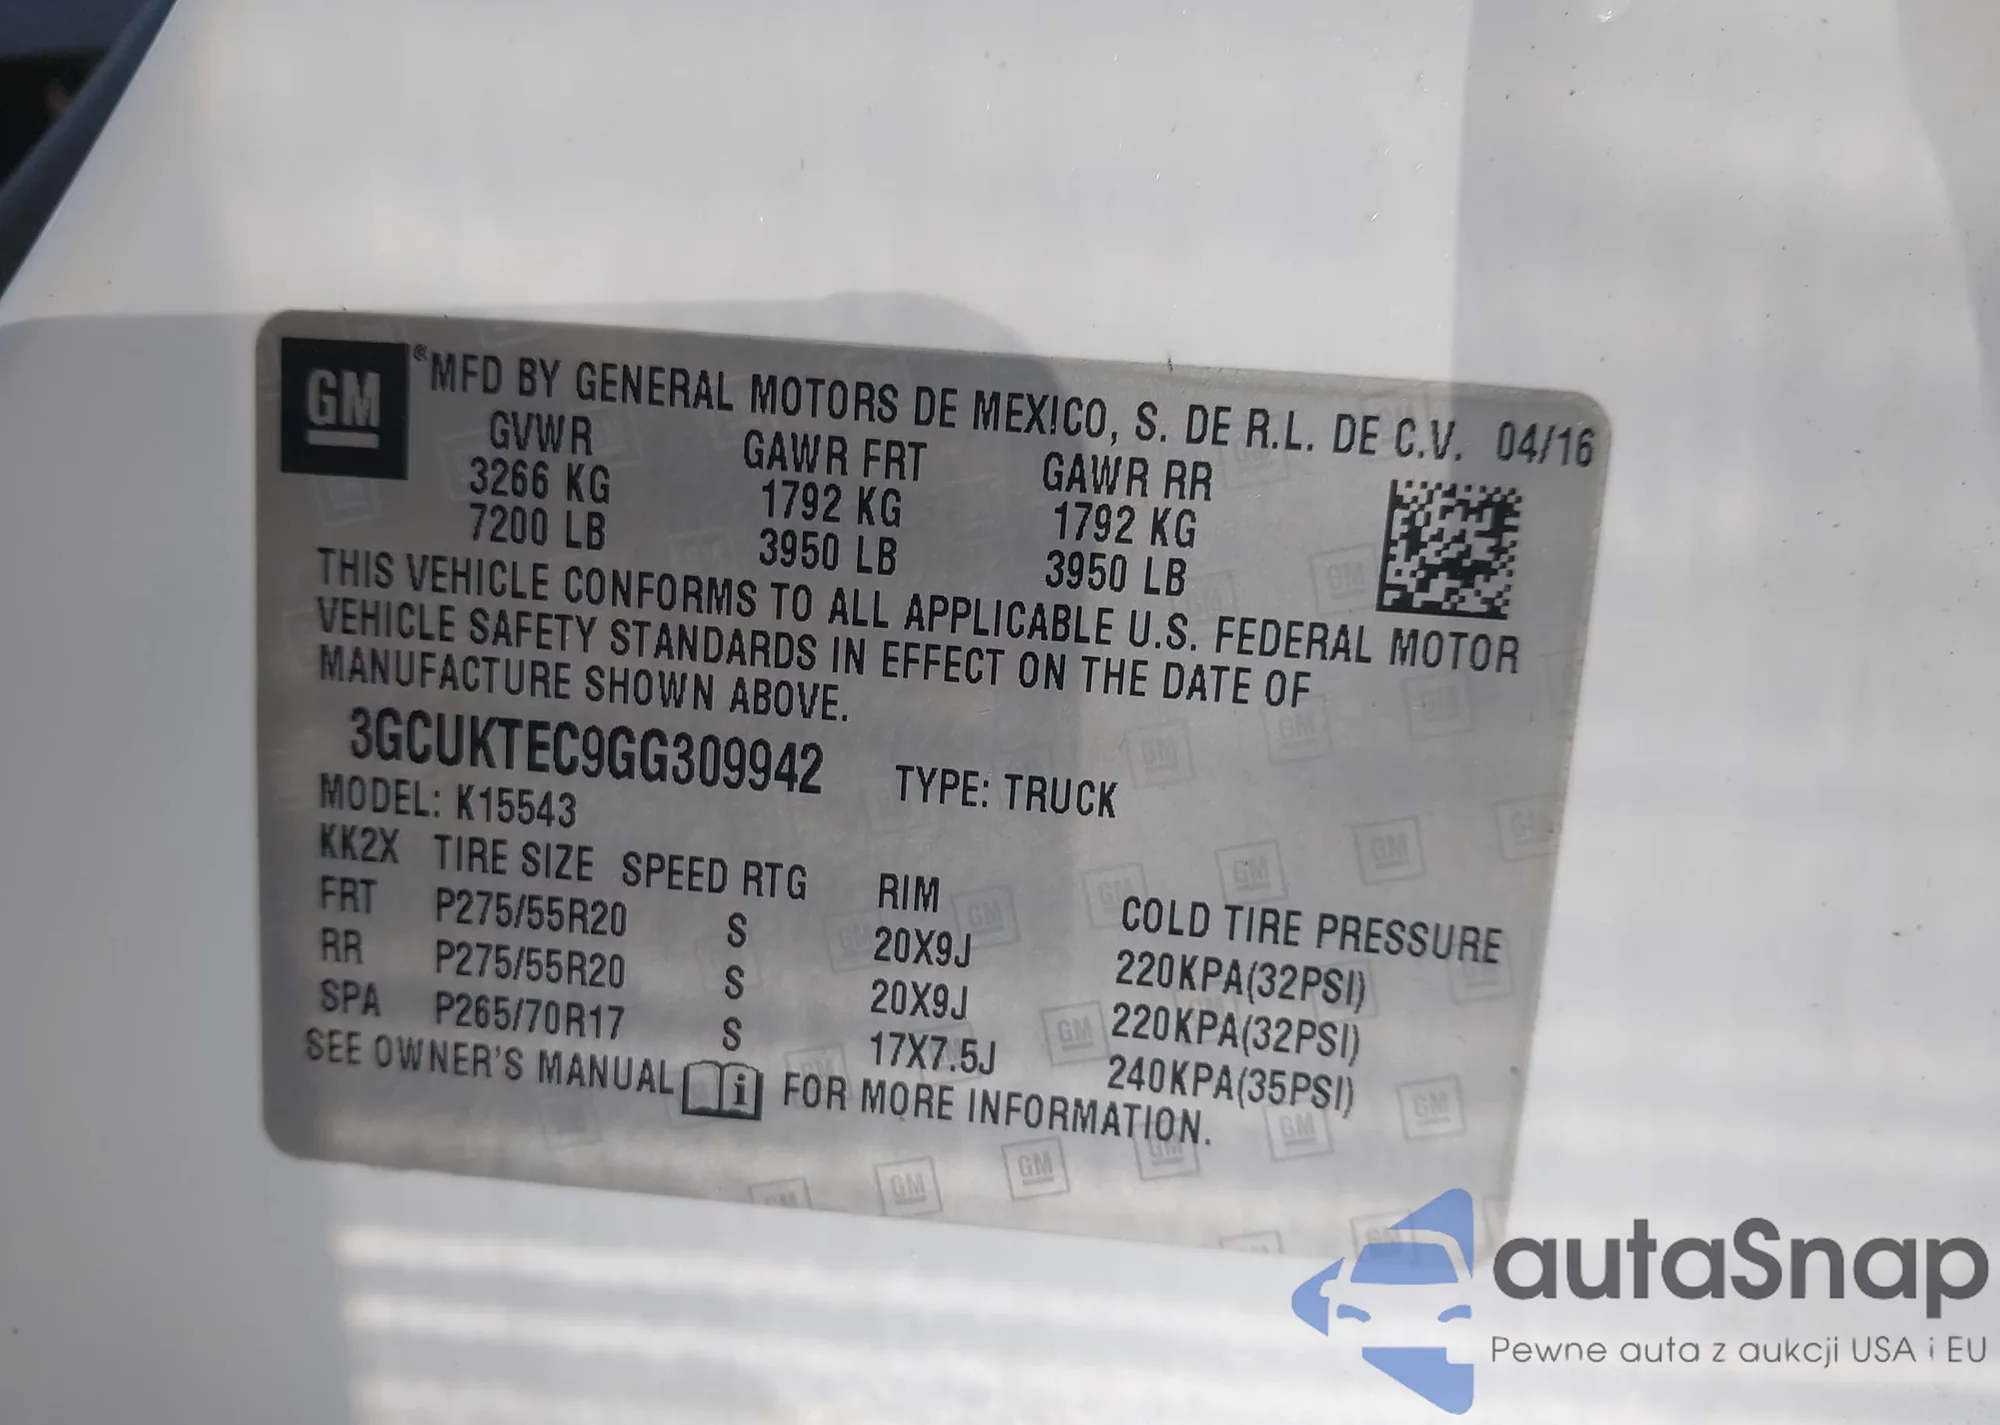 GM
®MFD BY GENERAL MOTORS DE MEXICO, S. DE R.L. DE C.V. 04/16
GVWR GAWR FRT GAWR RR
3266 KG 1792 KG 1792 KG
7200 LB 3950 LB 3950 LB
THIS VEHICLE CONFORMS TO ALL APPLICABLE U.S. FEDERAL MOTOR
VEHICLE SAFETY STANDARDS IN EFFECT ON THE DATE OF
MANUFACTURE SHOWN ABOVE.
3GCUKTEC9GG309942 TYPE: TRUCK
MODEL: K15543
KK2X TIRE SIZE SPEED RTG RIM COLD TIRE PRESSURE
FRT P275/55R20 S 20X9J 220KPA(32PSI)
RR P275/55R20 S 20X9J 220KPA(32PSI)
SPA P265/70R17 S 17X7.5J 240KPA(35PSI)
SEE OWNER'S MANUAL i FOR MORE INFORMATION.
autaSnap
Pewne auta z aukcji USA i EU